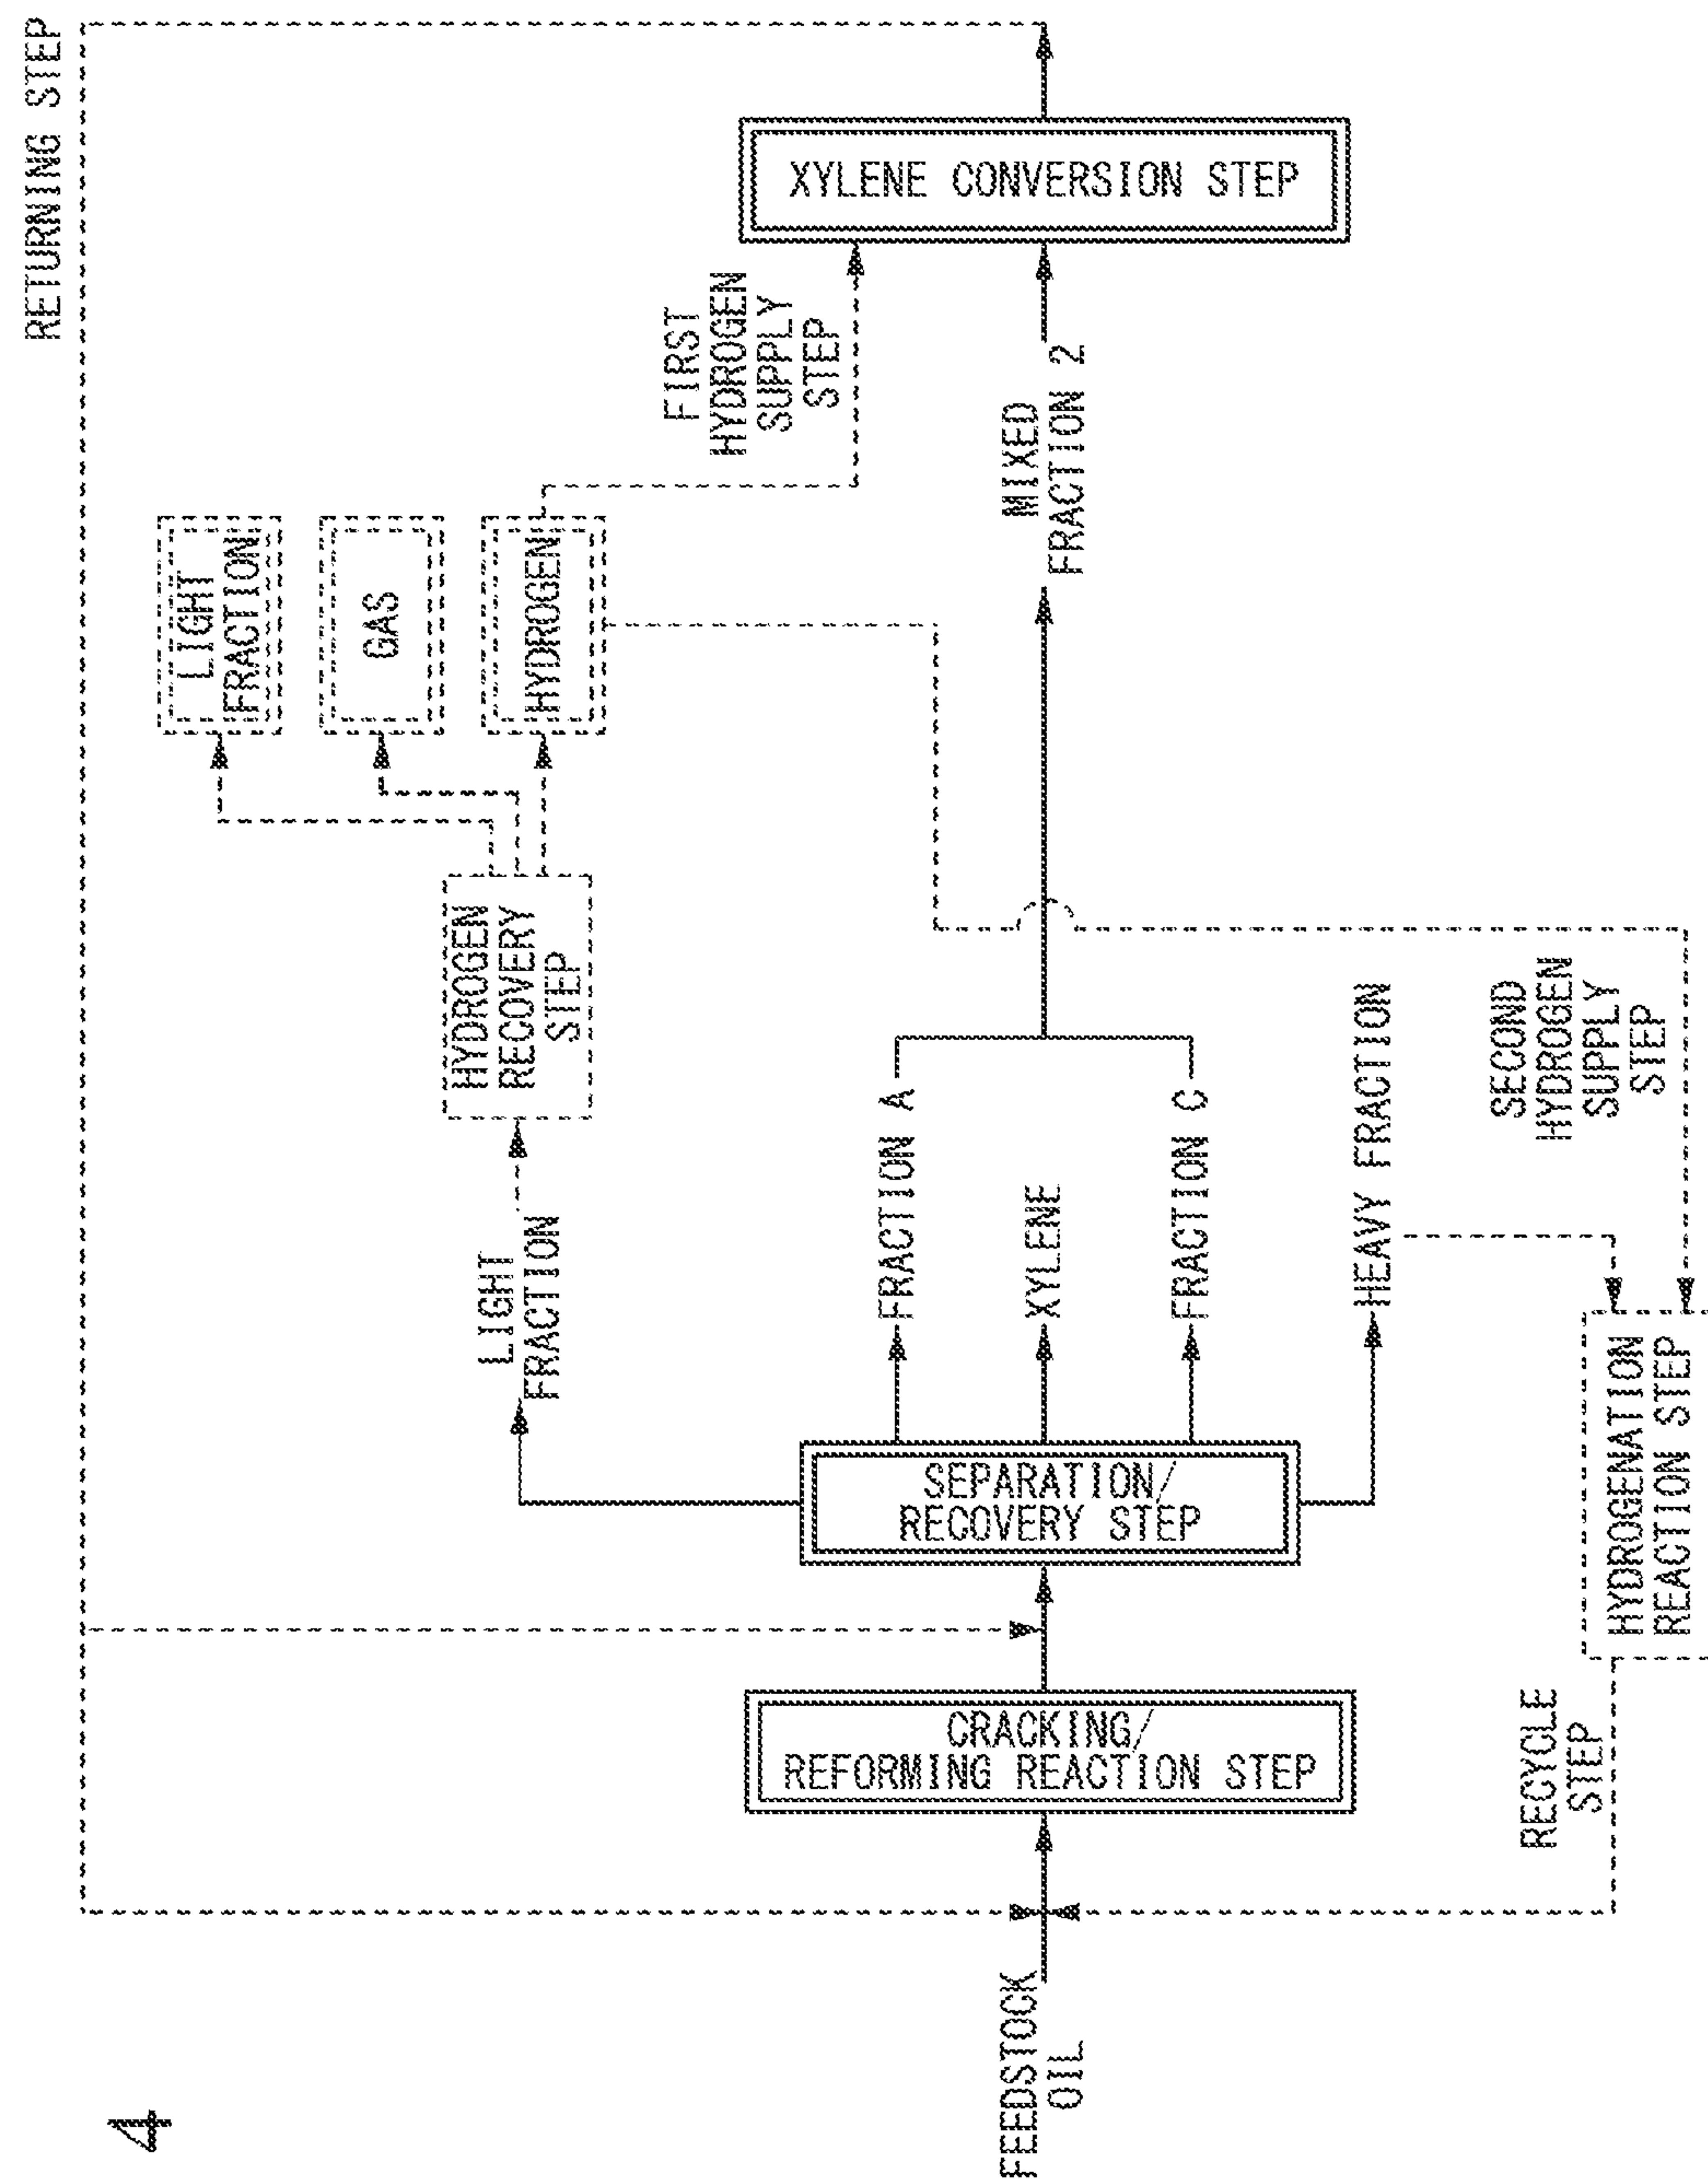 4
RETURNING STEP
LIGHT
FRACTION
GAS
HYDROGEN
HYDROGEN
RECOVERY
STEP
LIGHT
FRACTION
FIRST
HYDROGEN
SUPPLY
STEP
FEEDSTOCK
OIL
CRACKING/
REFORMING REACTION STEP
SEPARATION/
RECOVERY STEP
FRACTION A
XYLENE
FRACTION C
HEAVY FRACTION
MIXED
FRACTION 2
XYLENE CONVERSION STEP
SECOND
HYDROGEN
SUPPLY
STEP
RECYCLE
STEP
HYDROGENATION
REACTION STEP